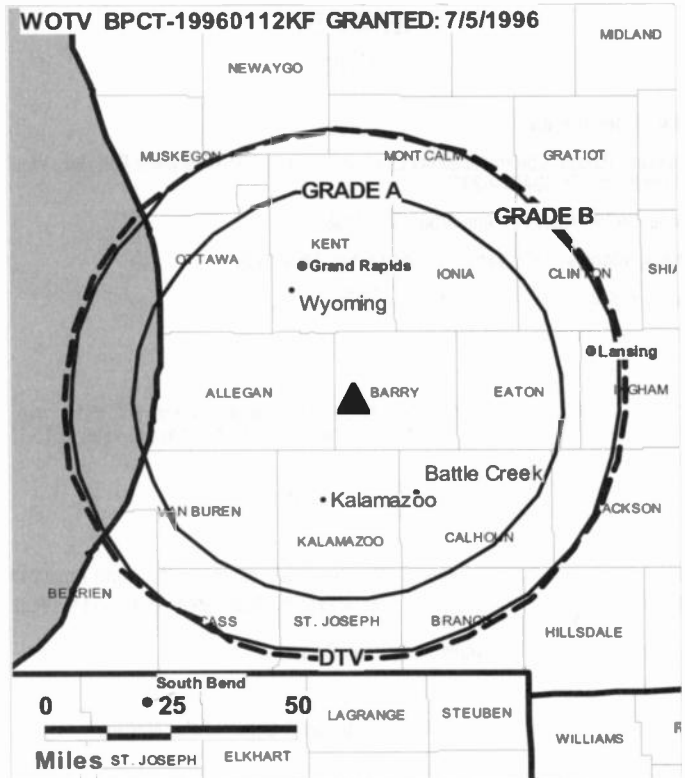 WOTV BPCT-19960112KF GRANTED: 7/5/1996
MIDLAND
NEWAYGO
MUSKEGON
MONTCALM
GRATIOT
GRADE A
GRADE B
KENT
OTTAWA
Grand Rapids
IONIA
CLINTON
SHIA
Wyoming
Lansing
ALLEGAN
BARRY
EATON
INGHAM
Battle Creek
VAN BUREN
Kalamazoo
JACKSON
KALAMAZOO
CALHOUN
BERRIEN
CASS
ST. JOSEPH
BRANCH
HILLSDALE
DTV
South Bend
0 25 50
LAGRANGE
STEUBEN
WILLIAMS
Miles
ST. JOSEPH
ELKHART